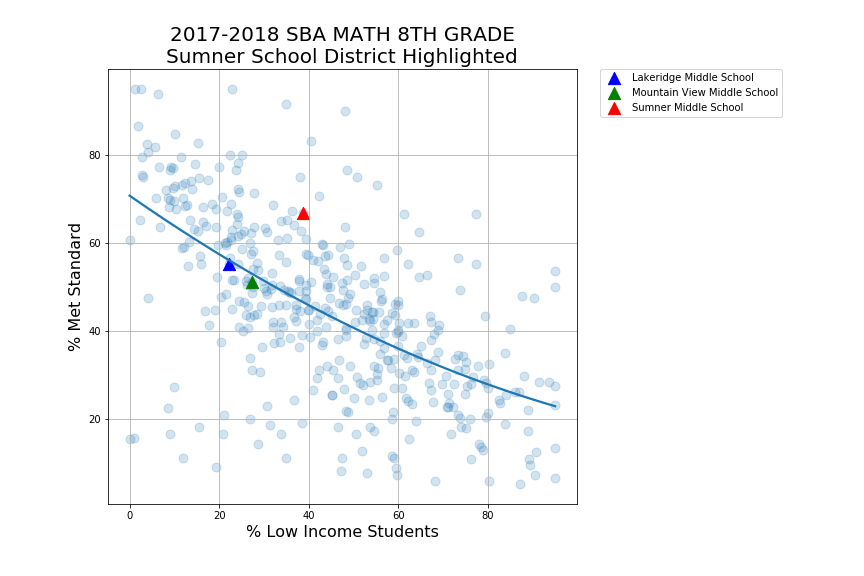 2017-2018 SBA MATH 8TH GRADE
Sumner School District Highlighted
Lakeridge Middle School
Mountain View Middle School
Sumner Middle School
% Met Standard
80
60
40
20
0
20
40
60
80
% Low Income Students